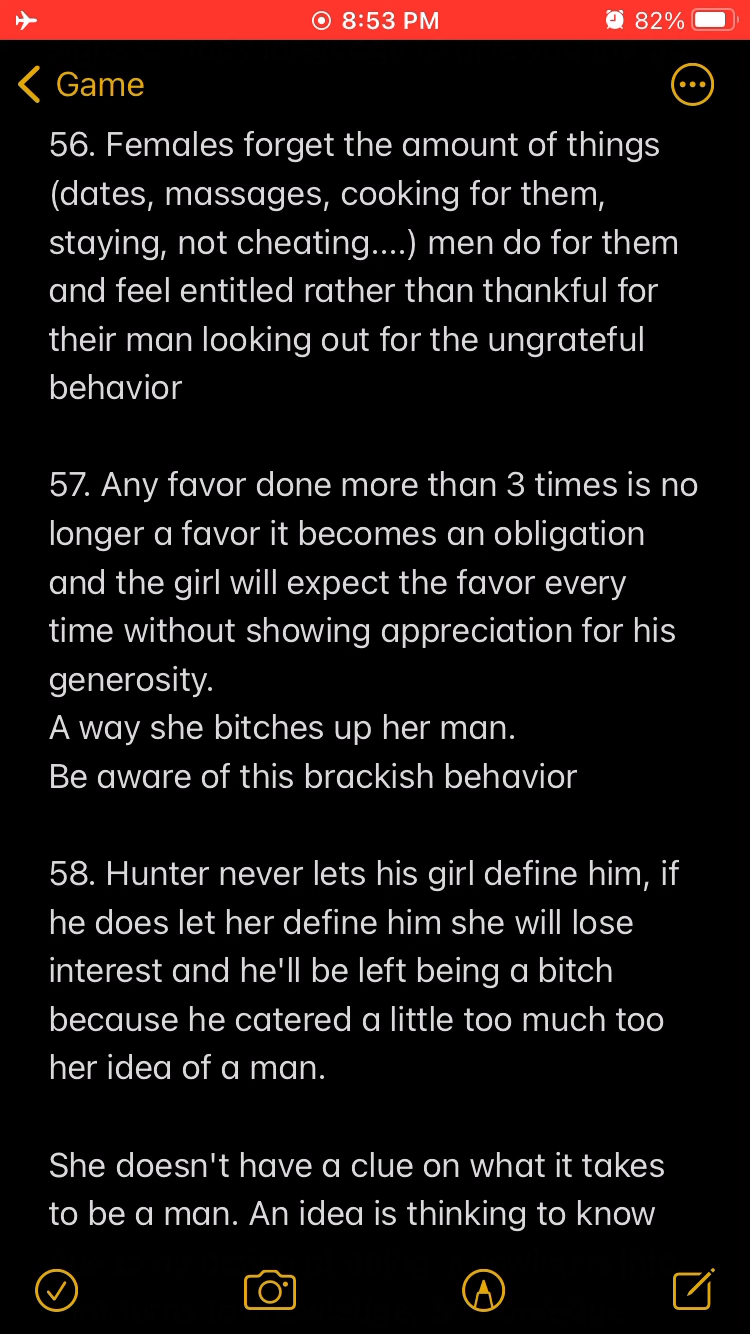 8:53 PM
82%
Game
56. Females forget the amount of things
(dates, massages, cooking for them,
staying, not cheating....) men do for them
and feel entitled rather than thankful for
their man looking out for the ungrateful
behavior
57. Any favor done more than 3 times is no
longer a favor it becomes an obligation
and the girl will expect the favor every
time without showing appreciation for his
generosity.
A way she bitches up her man.
Be aware of this brackish behavior
58. Hunter never lets his girl define him, if
he does let her define him she will lose
interest and he'll be left being a bitch
because he catered a little too much too
her idea of a man.
She doesn't have a clue on what it takes
to be a man. An idea is thinking to know